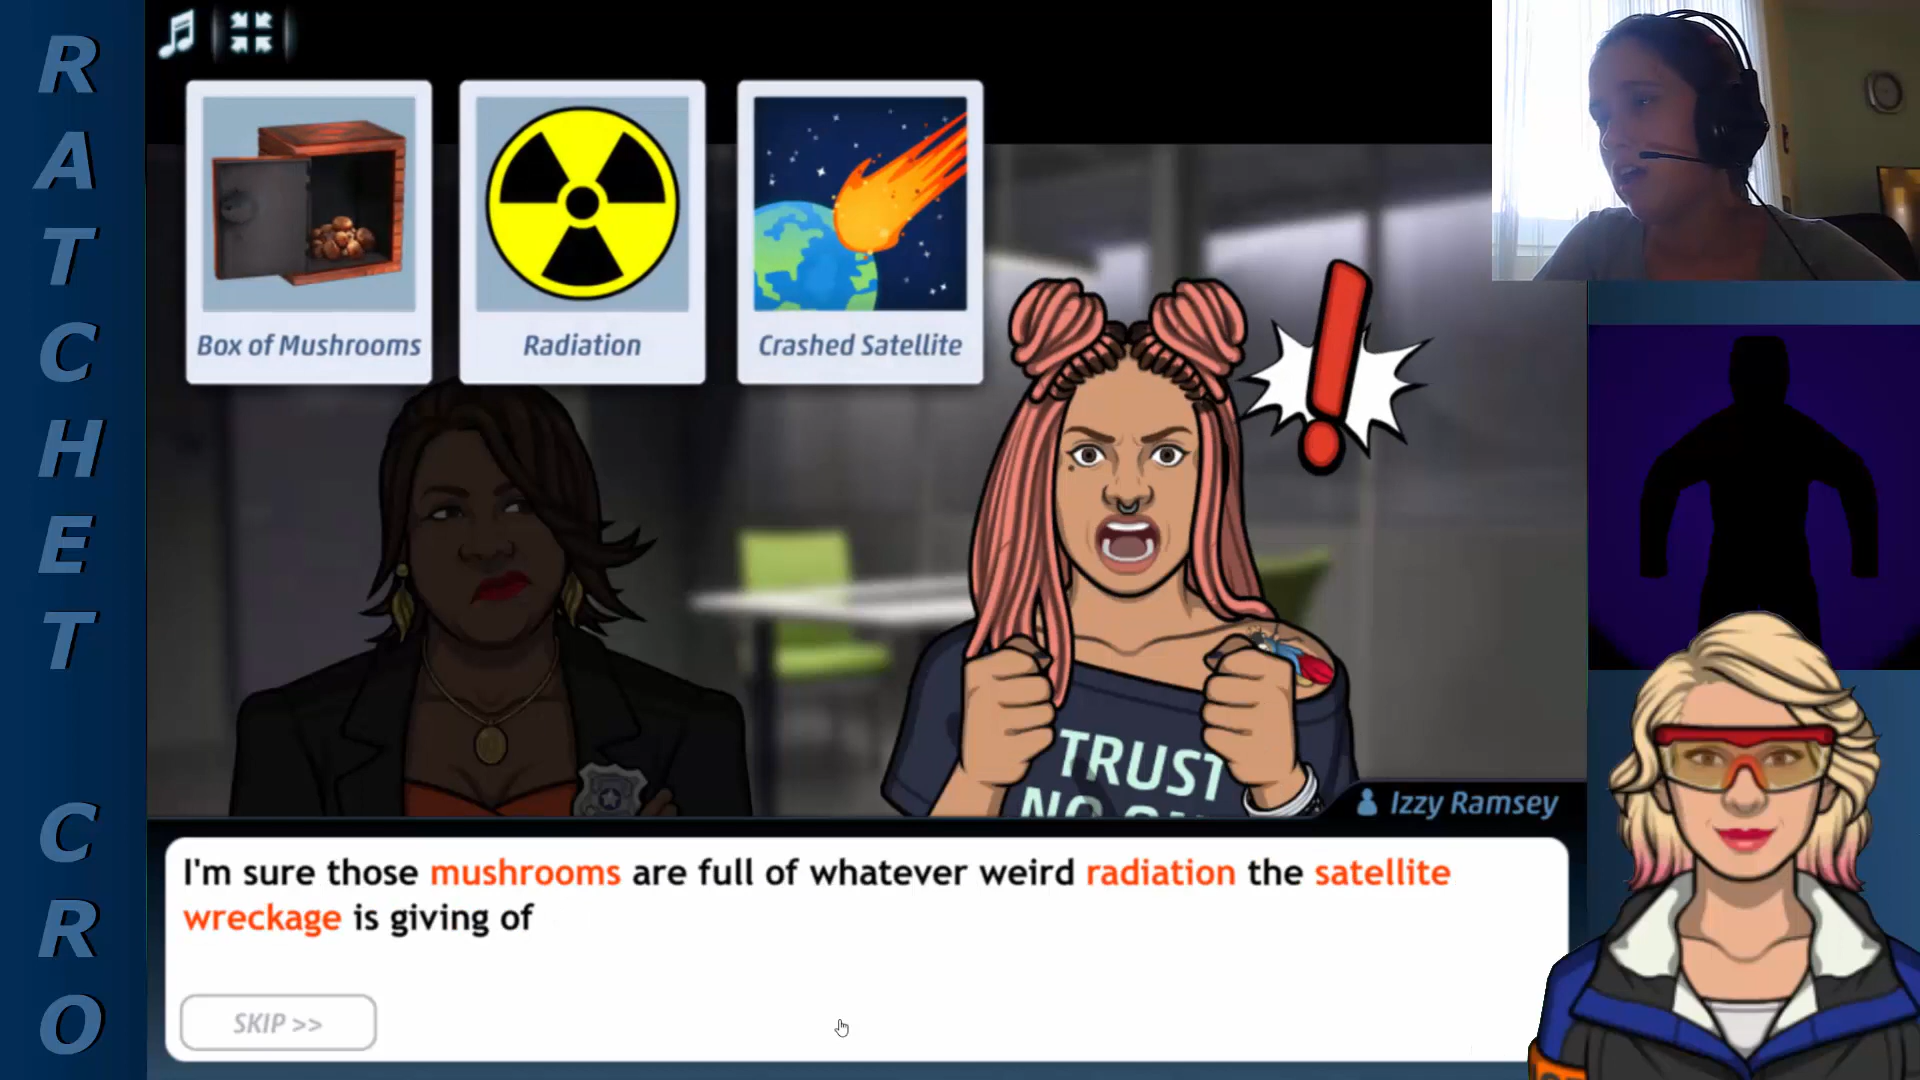 RATCHET CRO
Box of Mushrooms
Radiation
Crashed Satellite
TRUST
Izzy Ramsey
I'm sure those mushrooms are full of whatever weird radiation the satellite
wreckage is giving of
SKIP >>